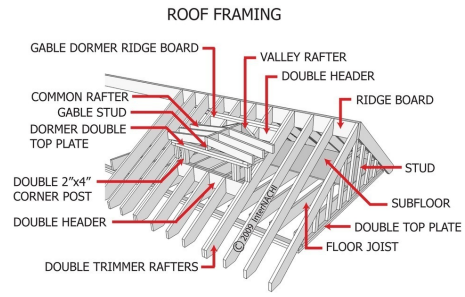 ROOF FRAMING
GABLE DORMER RIDGE BOARD
VALLEY RAFTER
DOUBLE HEADER
COMMON RAFTER
RIDGE BOARD
GABLE STUD
DORMER DOUBLE
TOP PLATE
STUD
DOUBLE 2"x4"
CORNER POST
SUBFLOOR
DOUBLE HEADER
DOUBLE TOP PLATE
FLOOR JOIST
DOUBLE TRIMMER RAFTERS
© 2009 InterNACHI